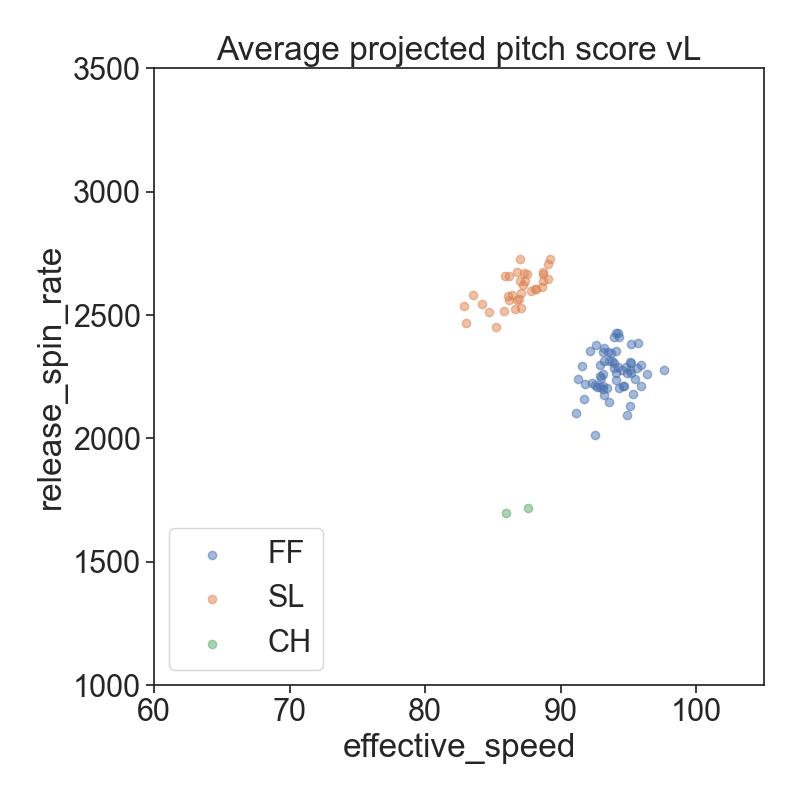 Average projected pitch score vL
3500
3000
2500
2000
1500
1000
release_spin_rate
FF
SL
CH
60 70 80 90 100
effective_speed